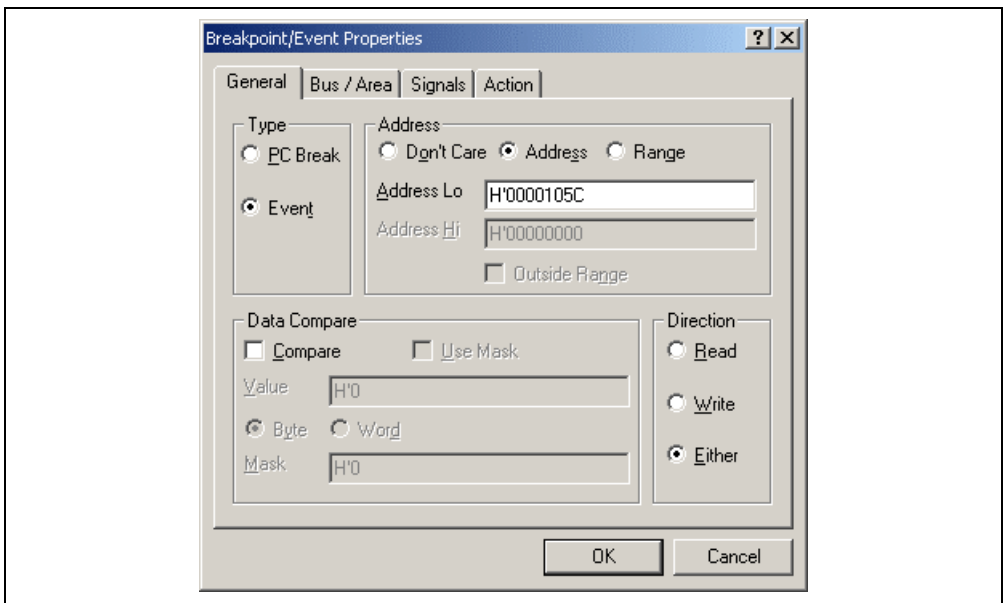 Breakpoint/Event Properties
General Bus / Area Signals Action
Type
PC Break
Event
Address
Don't Care Address Range
Address Lo H'0000105C
Address Hi H'00000000
Outside Range
Data Compare
Compare Use Mask
Value H'0
Byte Word
Mask H'0
Direction
Read
Write
Either
OK Cancel